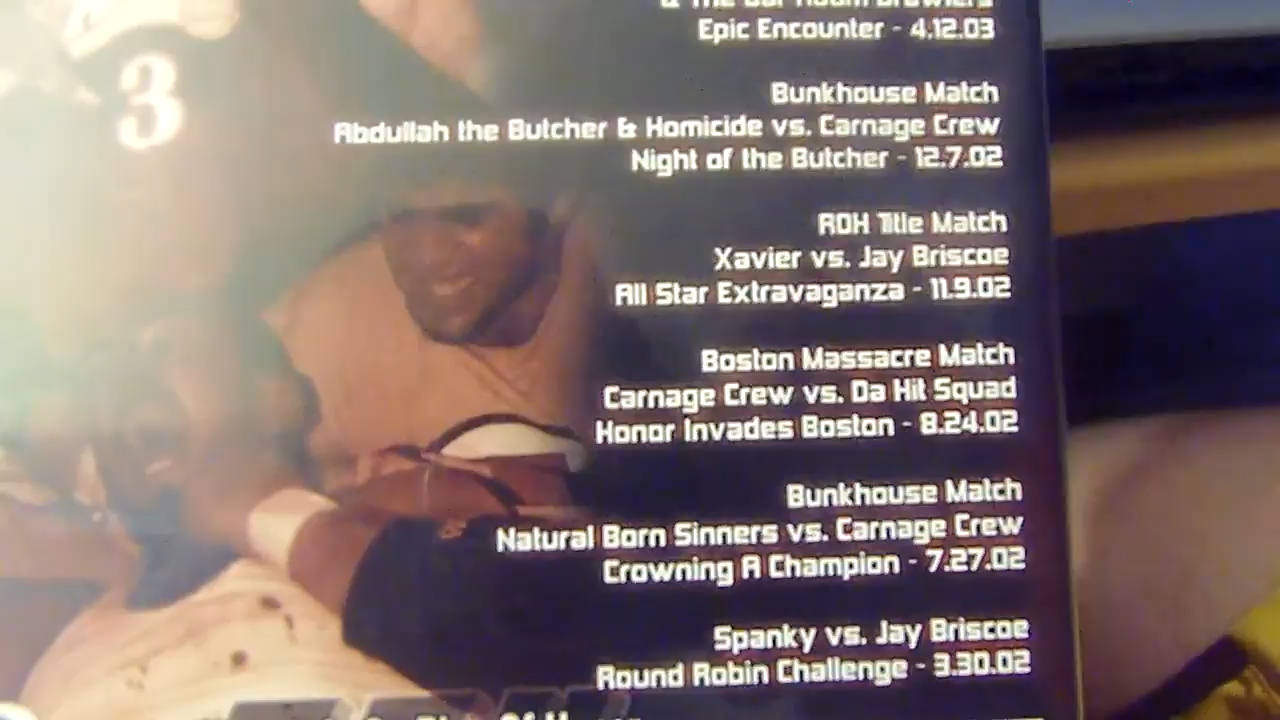 3
& The
Epic Encounter - 4.12.03
Bunkhouse Match
Abdullah the Butcher & Homicide vs. Carnage Crew
Night of the Butcher - 12.7.02
ROH Title Match
Xavier vs. Jay Briscoe
All Star Extravaganza - 11.9.02
Boston Massacre Match
Carnage Crew vs. Da Hit Squad
Honor Invades Boston - 8.24.02
Bunkhouse Match
Natural Born Sinners vs. Carnage Crew
Crowning A Champion - 7.27.02
Spanky vs. Jay Briscoe
Round Robin Challenge - 3.30.02